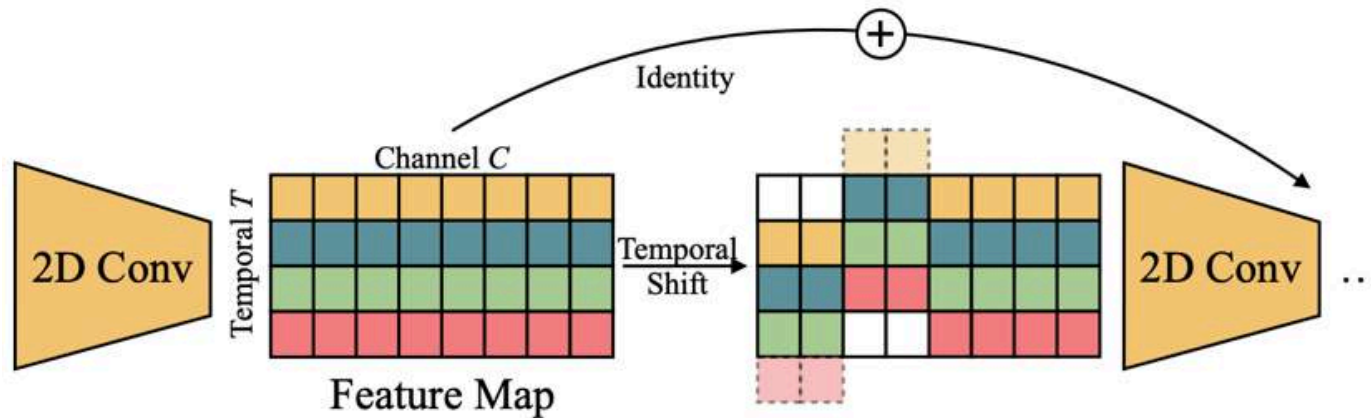 +
Identity
Channel C
Temporal T
2D Conv
Temporal
Shift
2D Conv
..
Feature Map